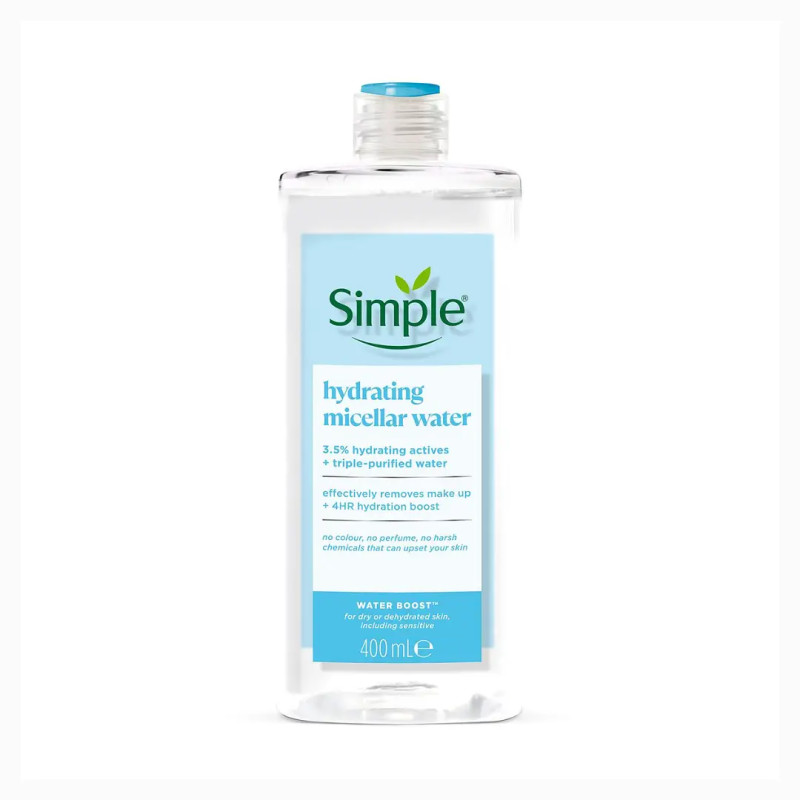 Simple®
hydrating
micellar water
3.5% hydrating actives
+ triple-purified water
effectively removes make up
+ 4HR hydration boost
no colour, no perfume, no harsh
chemicals that can upset your skin
WATER BOOST™
for dry or dehydrated skin,
including sensitive
400 mL ℮